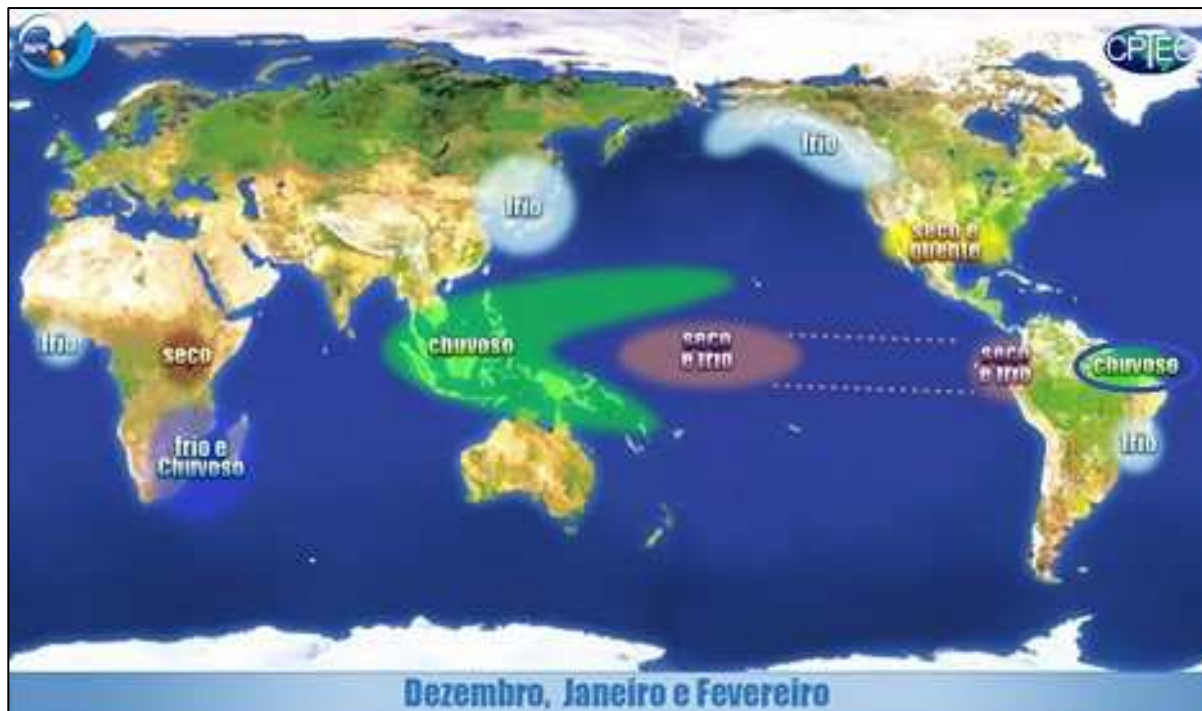 INPE
CPTEC
frio
frio
seco e
quente
frio
seco
chuvoso
seco
e frio
seco
e frio
chuvoso
frio e
Chuvoso
frio
Dezembro, Janeiro e Fevereiro